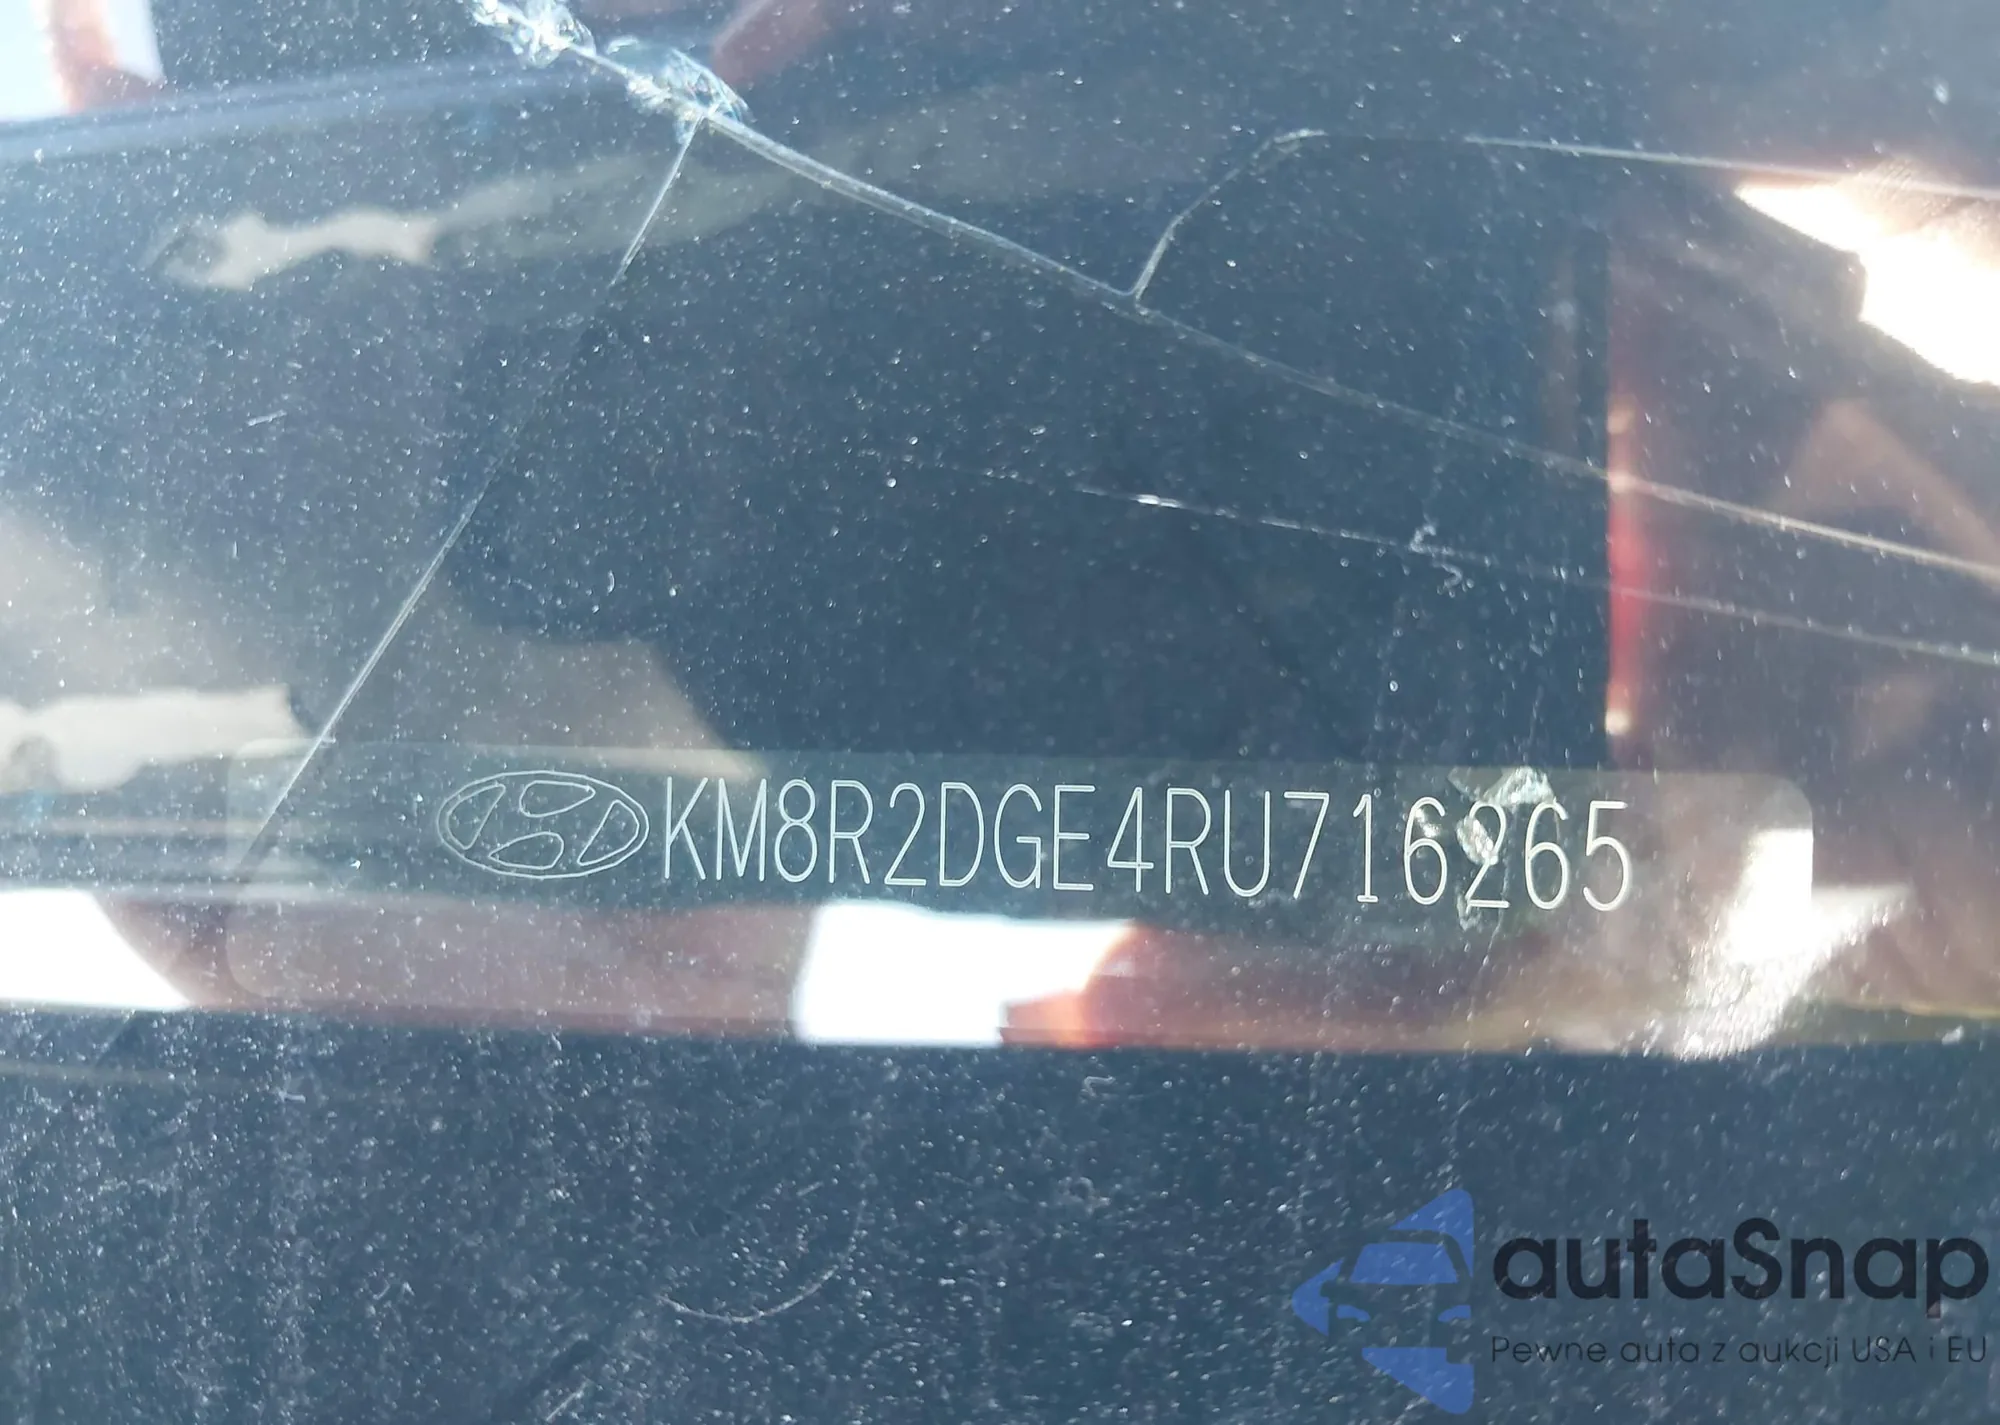 KM8R2DGE4RU716265
autaSnap
Pewne auta z aukcji USA i EU